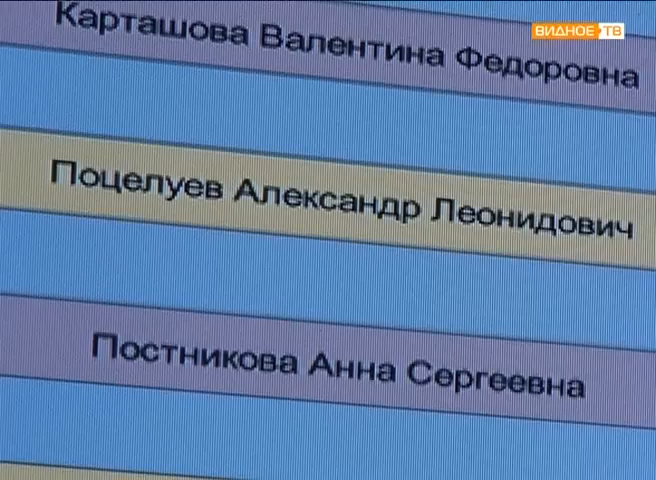 Карташова Валентина Федоровна
ВИДНОЕ ТВ
Поцелуев Александр Леонидович
Постникова Анна Сергеевна